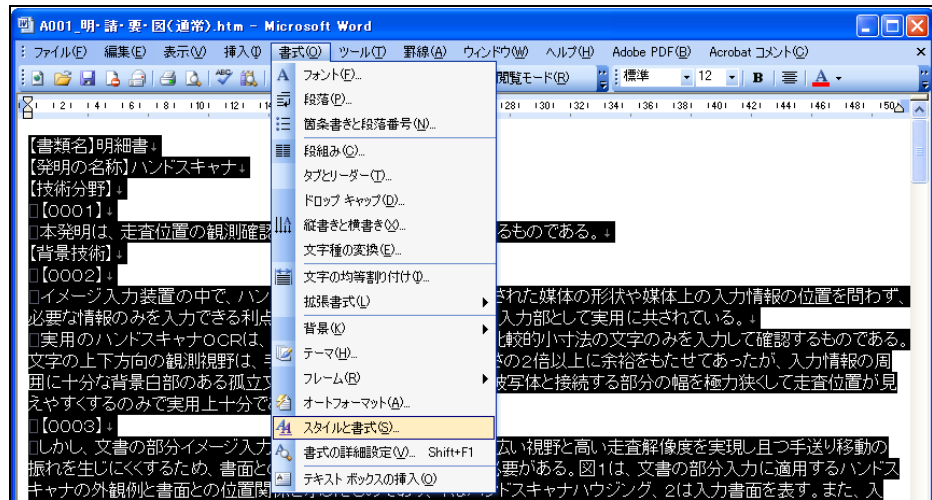 A001_明・請・要・図(通常).htm - Microsoft Word
ファイル(F) 編集(E) 表示(V) 挿入(I) 書式(O) ツール(T) 罫線(A) ウィンドウ(W) ヘルプ(H) Adobe PDF(B) Acrobat コメント(C)
閲覧モード(R) 標準 12 B A
フォント(F)...
段落(P)...
箇条書きと段落番号(N)...
段組み(C)...
タブとリーダー(T)...
ドロップ キャップ(D)...
縦書きと横書き(X)...
文字種の変換(E)...
文字の均等割り付け(I)...
拡張書式(L)
背景(K)
テーマ(H)...
フレーム(R)
オートフォーマット(A)...
スタイルと書式(S)...
書式の詳細設定(V)... Shift+F1
テキスト ボックスの挿入(O)
【書類名】明細書↓
【発明の名称】ハンドスキャナ↓
【技術分野】↓
【0001】↓
本発明は、走査位置の観測確認 るものである。↓
【背景技術】↓
【0002】↓
イメージ入力装置の中で、ハン された媒体の形状や媒体上の入力情報の位置を問わず、
必要な情報のみを入力できる利点 入力部として実用に共されている。↓
実用のハンドスキャナOCRは、 比較的小寸法の文字のみを入力して確認するものである。
文字の上下方向の観測視野は、 さの2倍以上に余裕をもたせてあったが、入力情報の周
囲に十分な背景白部のある孤立文 被写体と接続する部分の幅を極力狭くして走査位置が見
えやすくするのみで実用上十分で
【0003】↓
しかし、文書の部分イメージ入力 広い視野と高い走査解像度を実現し且つ手送り移動の
振れを生じにくくするため、書面と 要がある。図1は、文書の部分入力に適用するハンドス
キャナの外観例と書面との位置関 ドスキャナハウジング、2は入力書面を表す。また、入